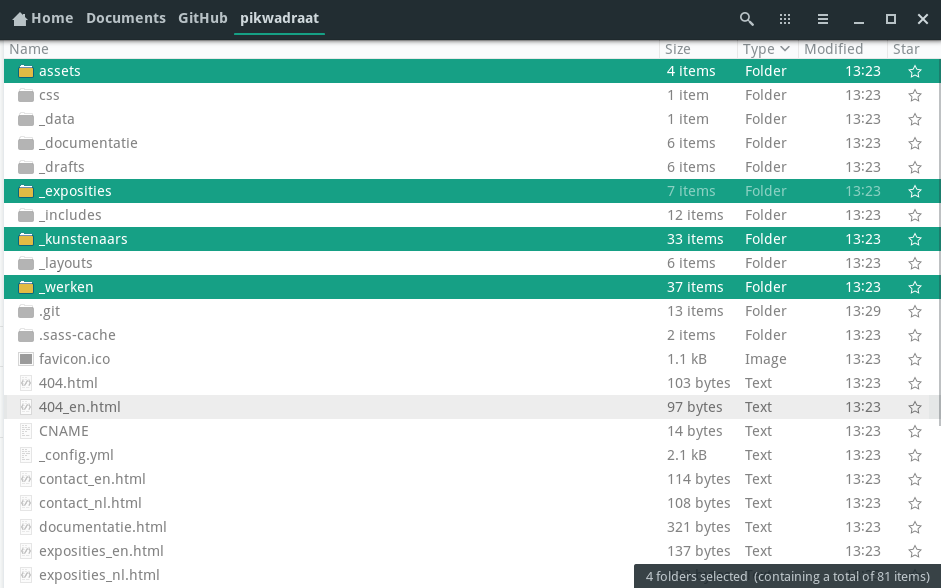 Home Documents GitHub pikwadraat
Name Size Type Modified Star
assets 4 items Folder 13:23
css 1 item Folder 13:23
_data 1 item Folder 13:23
_documentatie 6 items Folder 13:23
_drafts 6 items Folder 13:23
_exposities 7 items Folder 13:23
_includes 12 items Folder 13:23
_kunstenaars 33 items Folder 13:23
_layouts 6 items Folder 13:23
_werken 37 items Folder 13:23
.git 13 items Folder 13:29
.sass-cache 2 items Folder 13:23
favicon.ico 1.1 kB Image 13:23
404.html 103 bytes Text 13:23
404_en.html 97 bytes Text 13:23
CNAME 14 bytes Text 13:23
_config.yml 2.1 kB Text 13:23
contact_en.html 114 bytes Text 13:23
contact_nl.html 108 bytes Text 13:23
documentatie.html 321 bytes Text 13:23
exposities_en.html 137 bytes Text 13:23
exposities_nl.html
4 folders selected (containing a total of 81 items)